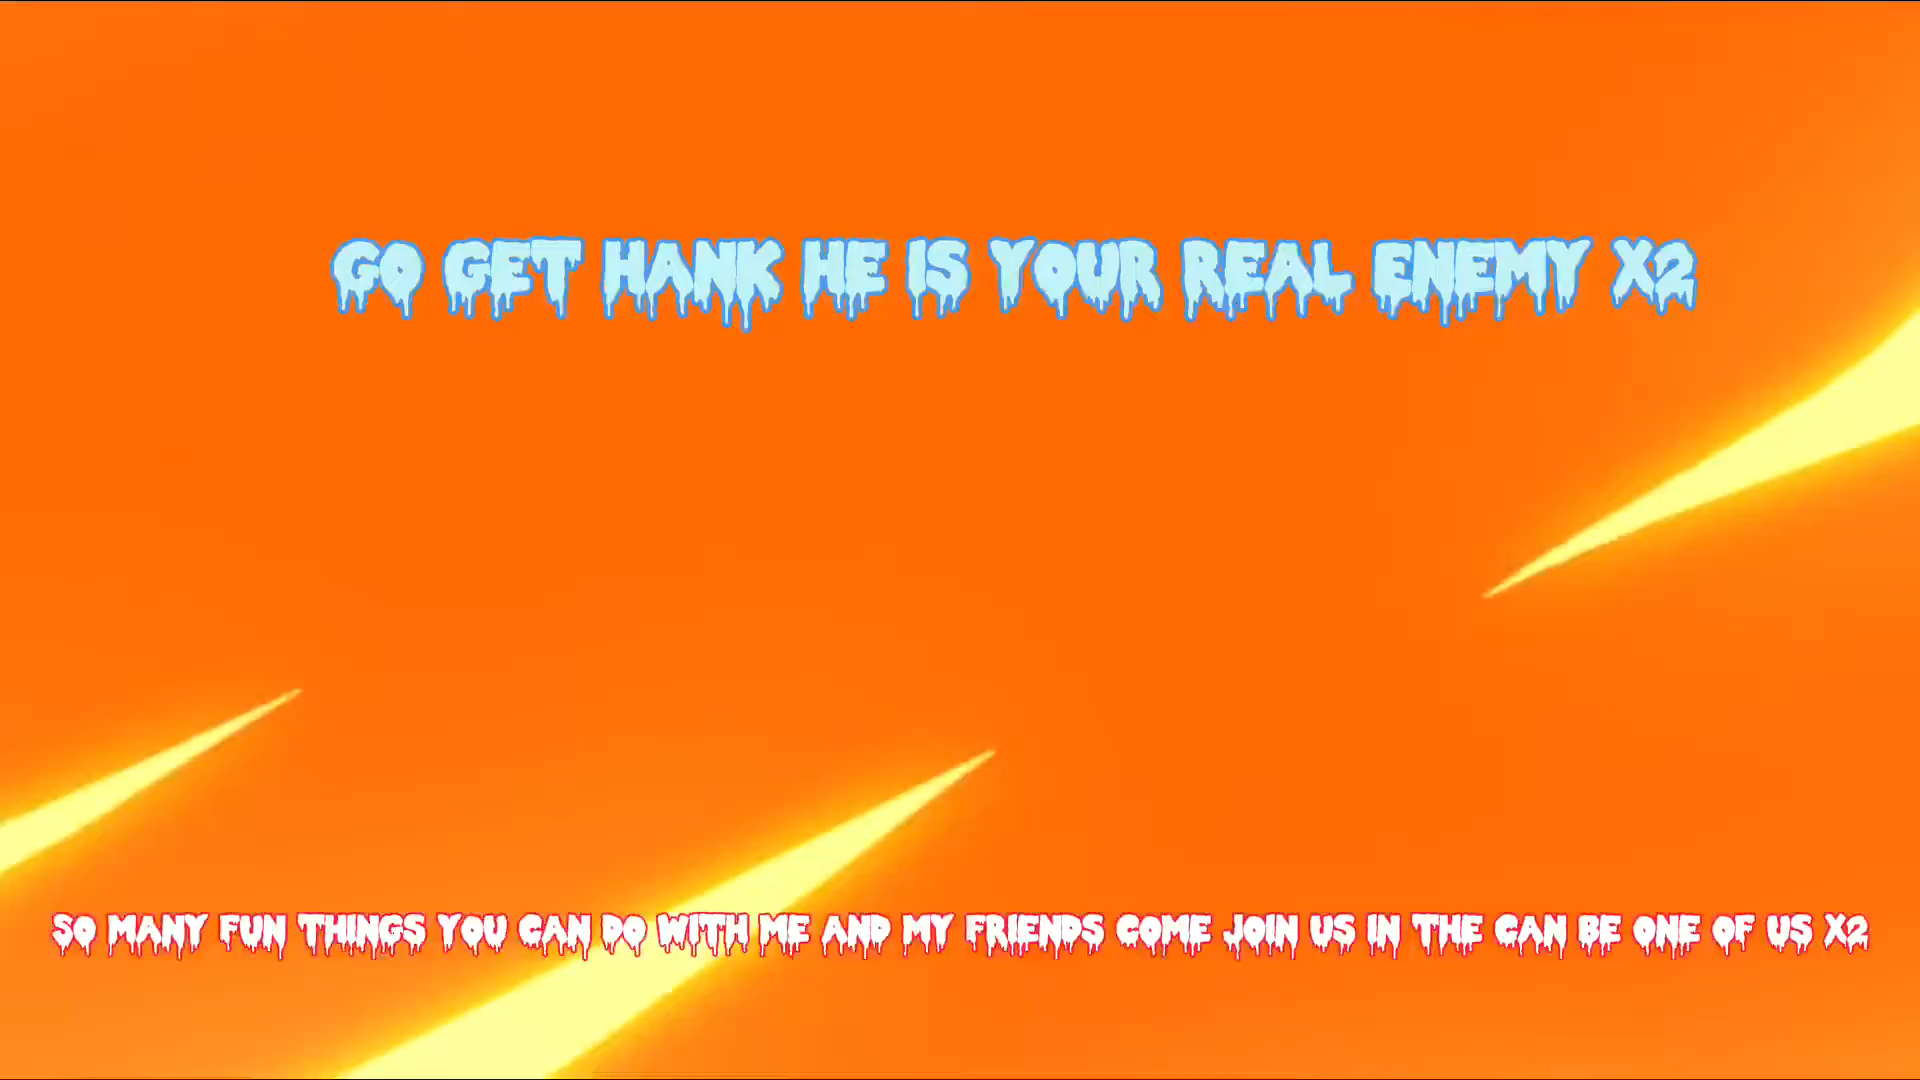 GO GET HANK HE IS YOUR REAL ENEMY X2
SO MANY FUN THINGS YOU CAN DO WITH ME AND MY FRIENDS COME JOIN US IN THE CAN BE ONE OF US X2